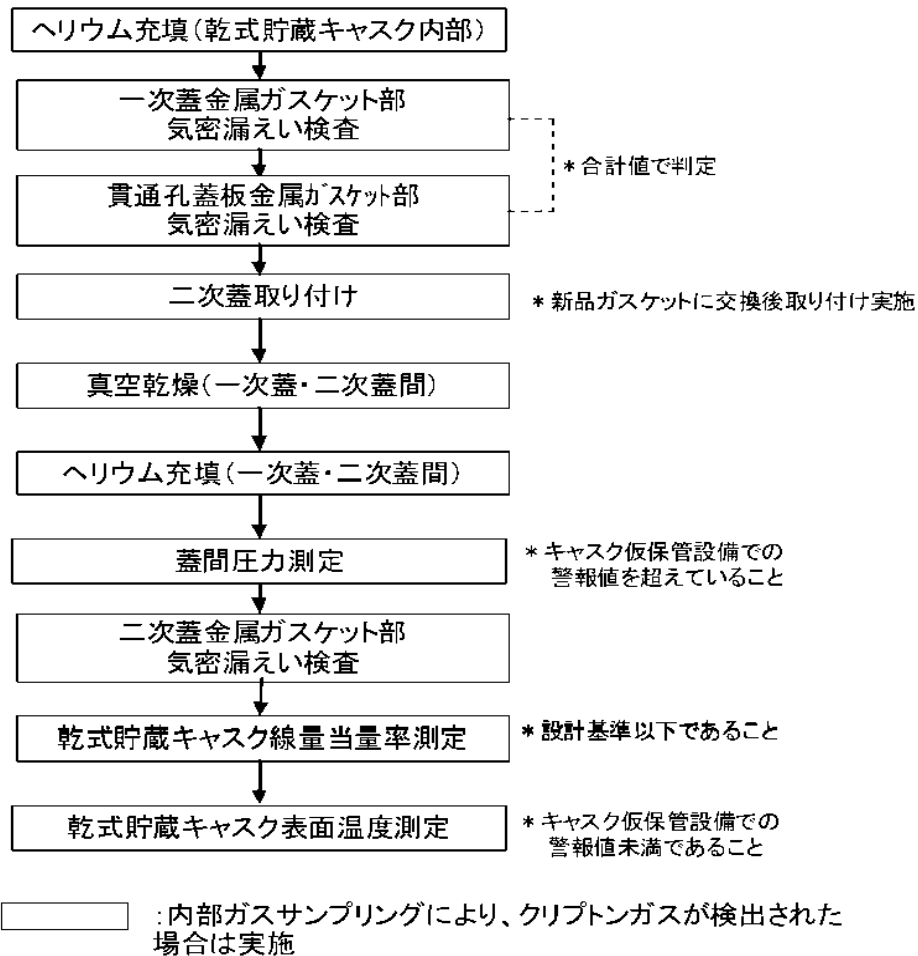 ヘリウム充填(乾式貯蔵キャスク内部)
一次蓋金属ガスケット部
気密漏えい検査
*合計値で判定
貫通孔蓋板金属ガスケット部
気密漏えい検査
二次蓋取り付け
*新品ガスケットに交換後取り付け実施
真空乾燥(一次蓋・二次蓋間)
ヘリウム充填(一次蓋・二次蓋間)
蓋間圧力測定
*キャスク仮保管設備での
警報値を超えていること
二次蓋金属ガスケット部
気密漏えい検査
乾式貯蔵キャスク線量当量率測定
*設計基準以下であること
乾式貯蔵キャスク表面温度測定
*キャスク仮保管設備での
警報値未満であること
:内部ガスサンプリングにより、クリプトンガスが検出された
場合は実施